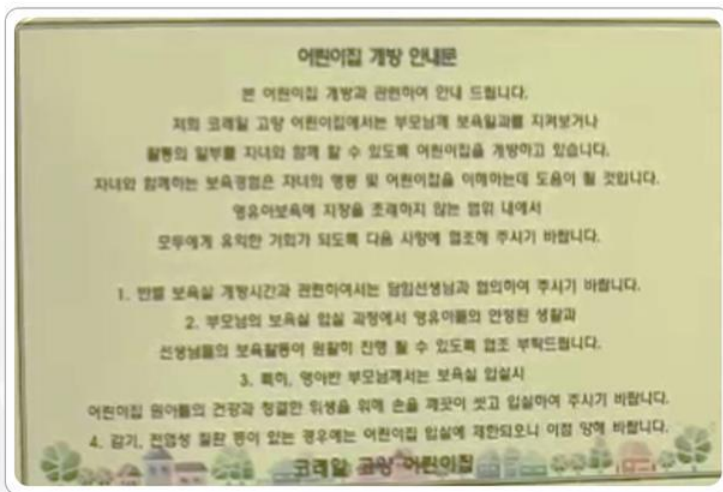 어린이집 개방 안내문
본 어린이집 개방과 관련하여 안내 드립니다.
저희 코레일 고양 어린이집에서는 부모님께 보육일과를 지켜보거나
활동의 일부를 자녀와 함께 할 수 있도록 어린이집을 개방하고 있습니다.
자녀와 함께하는 보육경험은 자녀의 행동 및 어린이집을 이해하는데 도움이 될 것입니다.
영유아보육에 지장을 초래하지 않는 범위 내에서
모두에게 유익한 기회가 되도록 다음 사항에 협조해 주시기 바랍니다.
1. 반별 보육실 개방시간과 관련하여서는 담임선생님과 협의하여 주시기 바랍니다.
2. 부모님의 보육실 입실 과정에서 영유아들의 안정된 생활과
선생님들의 보육활동이 원활히 진행 될 수 있도록 협조 부탁드립니다.
3. 특히, 영아반 부모님께서는 보육실 입실시
어린이집 원아들의 건강과 청결한 위생을 위해 손을 깨끗이 씻고 입실하여 주시기 바랍니다.
4. 감기, 전염성 질환 등이 있는 경우에는 어린이집 입실에 제한되오니 이점 양해 바랍니다.
코레일 고양 어린이집